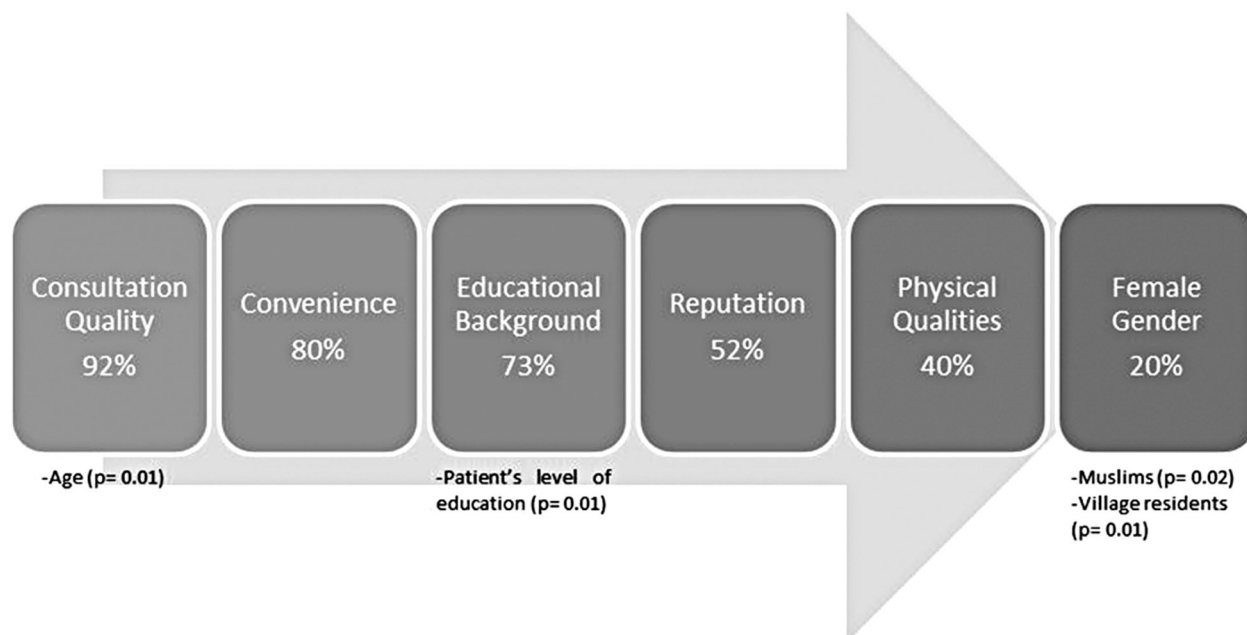 Consultation
Quality
92%
Convenience
80%
Educational
Background
73%
Reputation
52%
Physical
Qualities
40%
Female
Gender
20%
-Age (p= 0.01)
-Patient's level of
education (p= 0.01)
-Muslims (p= 0.02)
-Village residents
(p= 0.01)